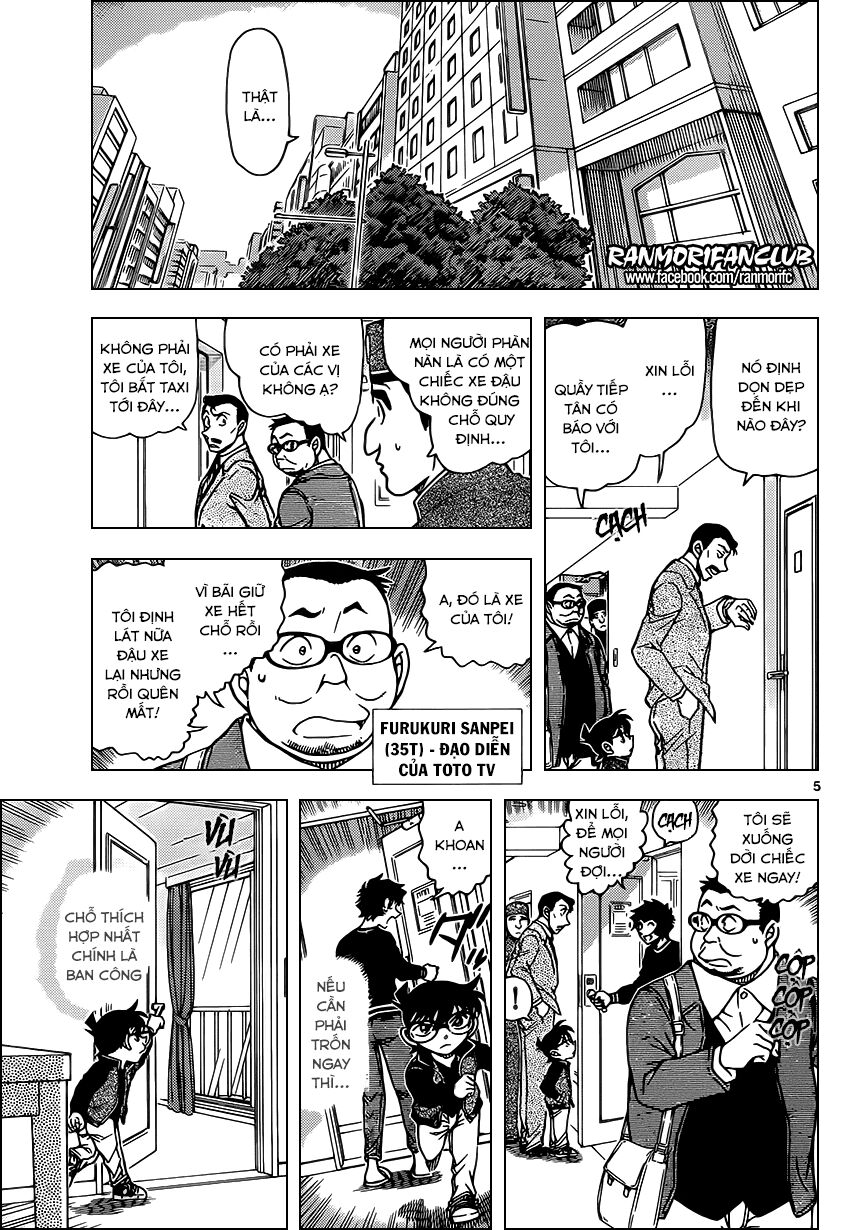 THẬT
LÀ...
RANMORIFANCLUB
www.facebook.com/ranmorifc
NÓ ĐỊNH
DỌN DẸP
ĐẾN KHI
NÀO ĐÂY?
XIN LỖI
...
QUẦY TIẾP
TÂN CÓ
BÁO VỚI
TÔI...
CẠCH
MỌI NGƯỜI PHÀN
NÀN LÀ CÓ MỘT
CHIẾC XE ĐẬU
KHÔNG ĐÚNG
CHỖ QUY
ĐỊNH...
CÓ PHẢI XE
CỦA CÁC VỊ
KHÔNG Ạ?
KHÔNG PHẢI
XE CỦA TÔI,
TÔI BẮT TAXI
TỚI ĐÂY...
A, ĐÓ LÀ XE
CỦA TÔI!
VÌ BÃI GIỮ
XE HẾT
CHỖ RỒI
...
TÔI ĐỊNH
LÁT NỮA
ĐẬU XE
LẠI NHƯNG
RỒI QUÊN
MẤT!
FURUKURI SANPEI
(35T) - ĐẠO DIỄN
CỦA TOTO TV
5
TÔI SẼ
XUỐNG
DỜI CHIẾC
XE NGAY!
CỘP
CỘP
CỘP
CẠCH
XIN LỖI,
ĐỂ MỌI
NGƯỜI
ĐỢI...
!
A
KHOAN
...
NẾU
CẦN
PHẢI
TRỐN
NGAY
THÌ...
VÙ
VÙ
CHỖ THÍCH
HỢP NHẤT
CHÍNH LÀ
BAN CÔNG